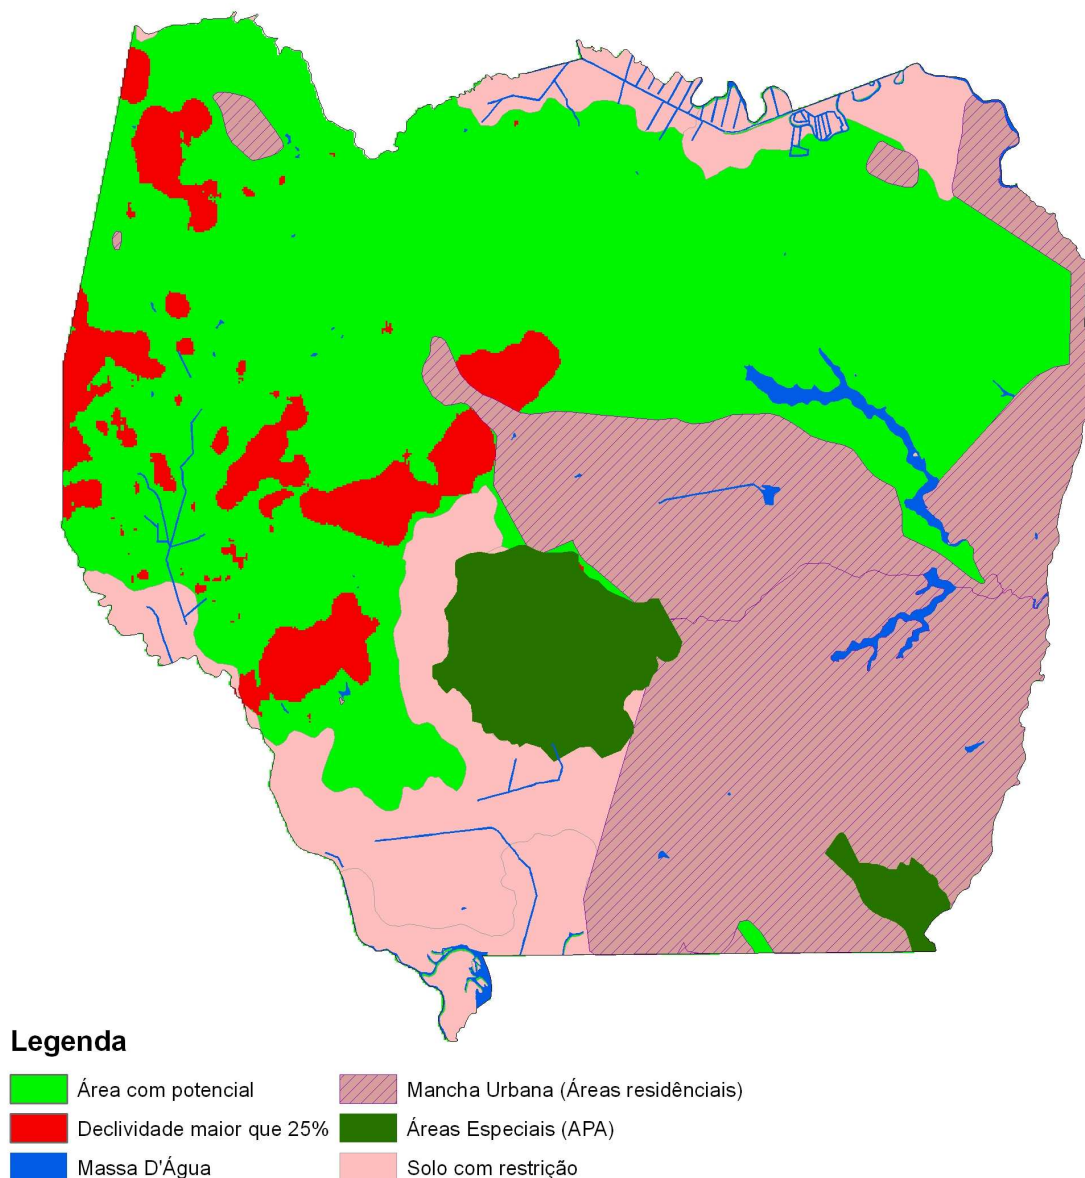 Legenda
Área com potencial
Declividade maior que 25%
Massa D'Água
Mancha Urbana (Áreas residênciais)
Áreas Especiais (APA)
Solo com restrição